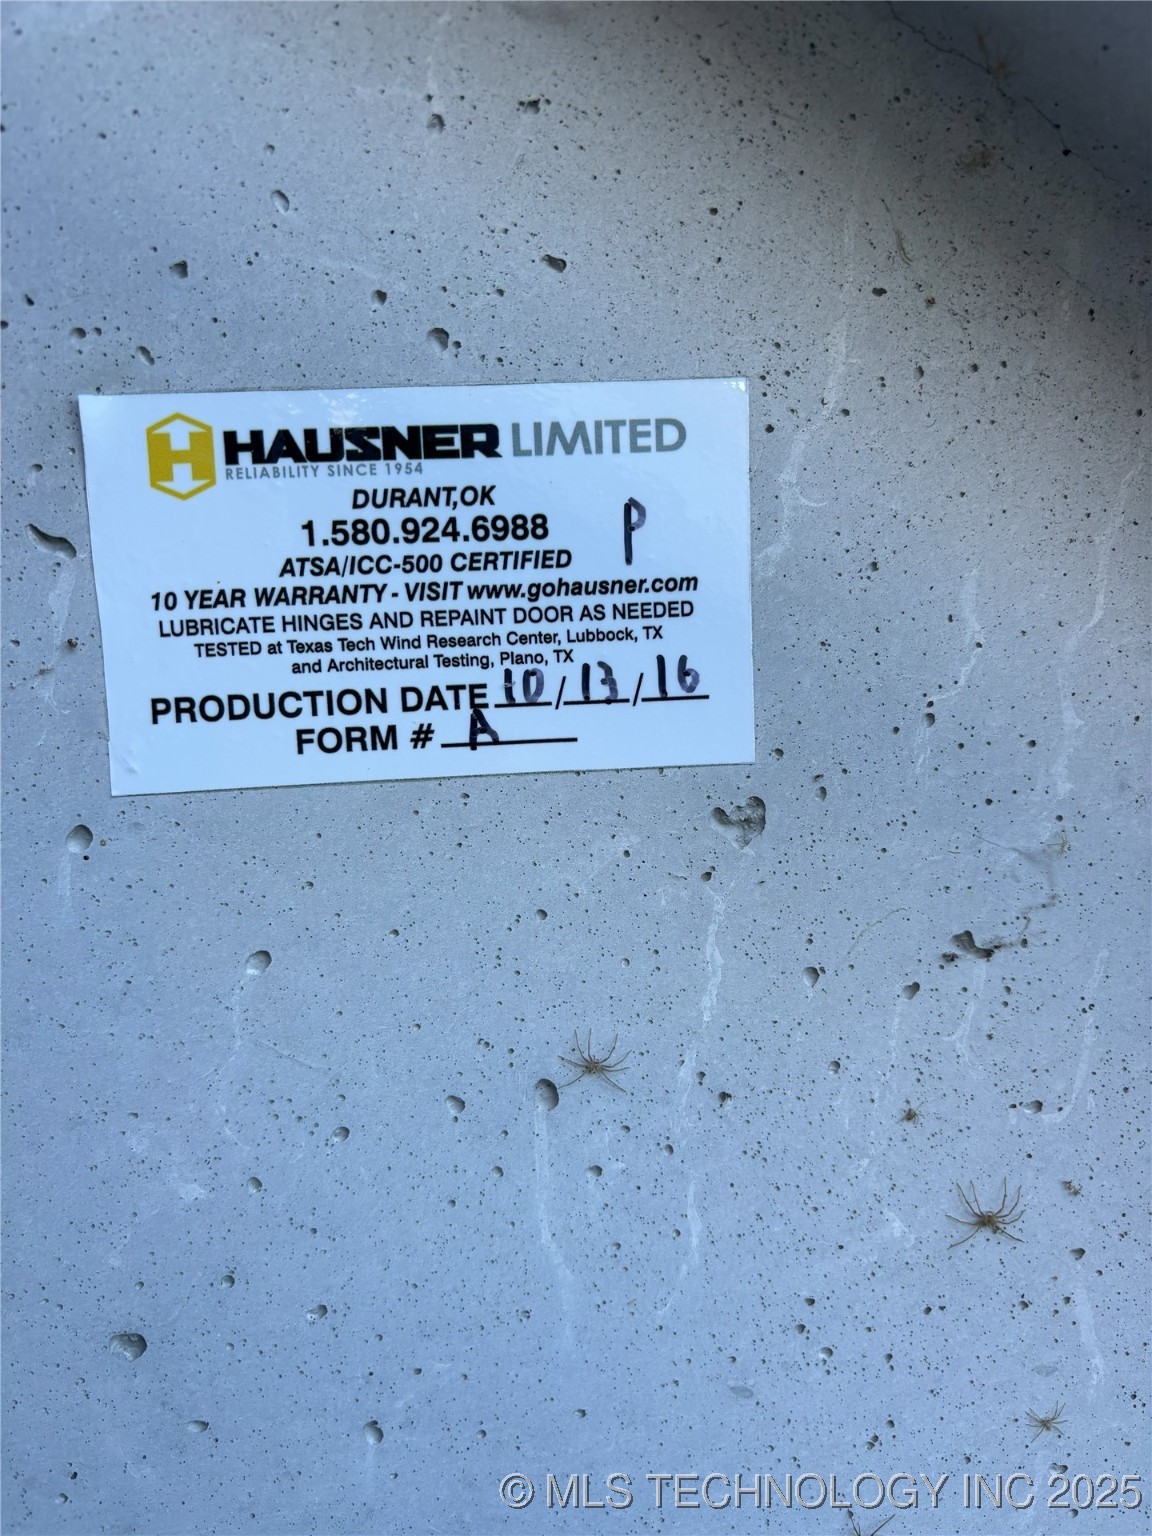 HAUSNER LIMITED
RELIABILITY SINCE 1954
DURANT,OK
1.580.924.6988
P
ATSA/ICC-500 CERTIFIED
10 YEAR WARRANTY - VISIT www.gohausner.com
LUBRICATE HINGES AND REPAINT DOOR AS NEEDED
TESTED at Texas Tech Wind Research Center, Lubbock, TX
and Architectural Testing, Plano, TX
PRODUCTION DATE 10/13/16
FORM # A
© MLS TECHNOLOGY INC 2025